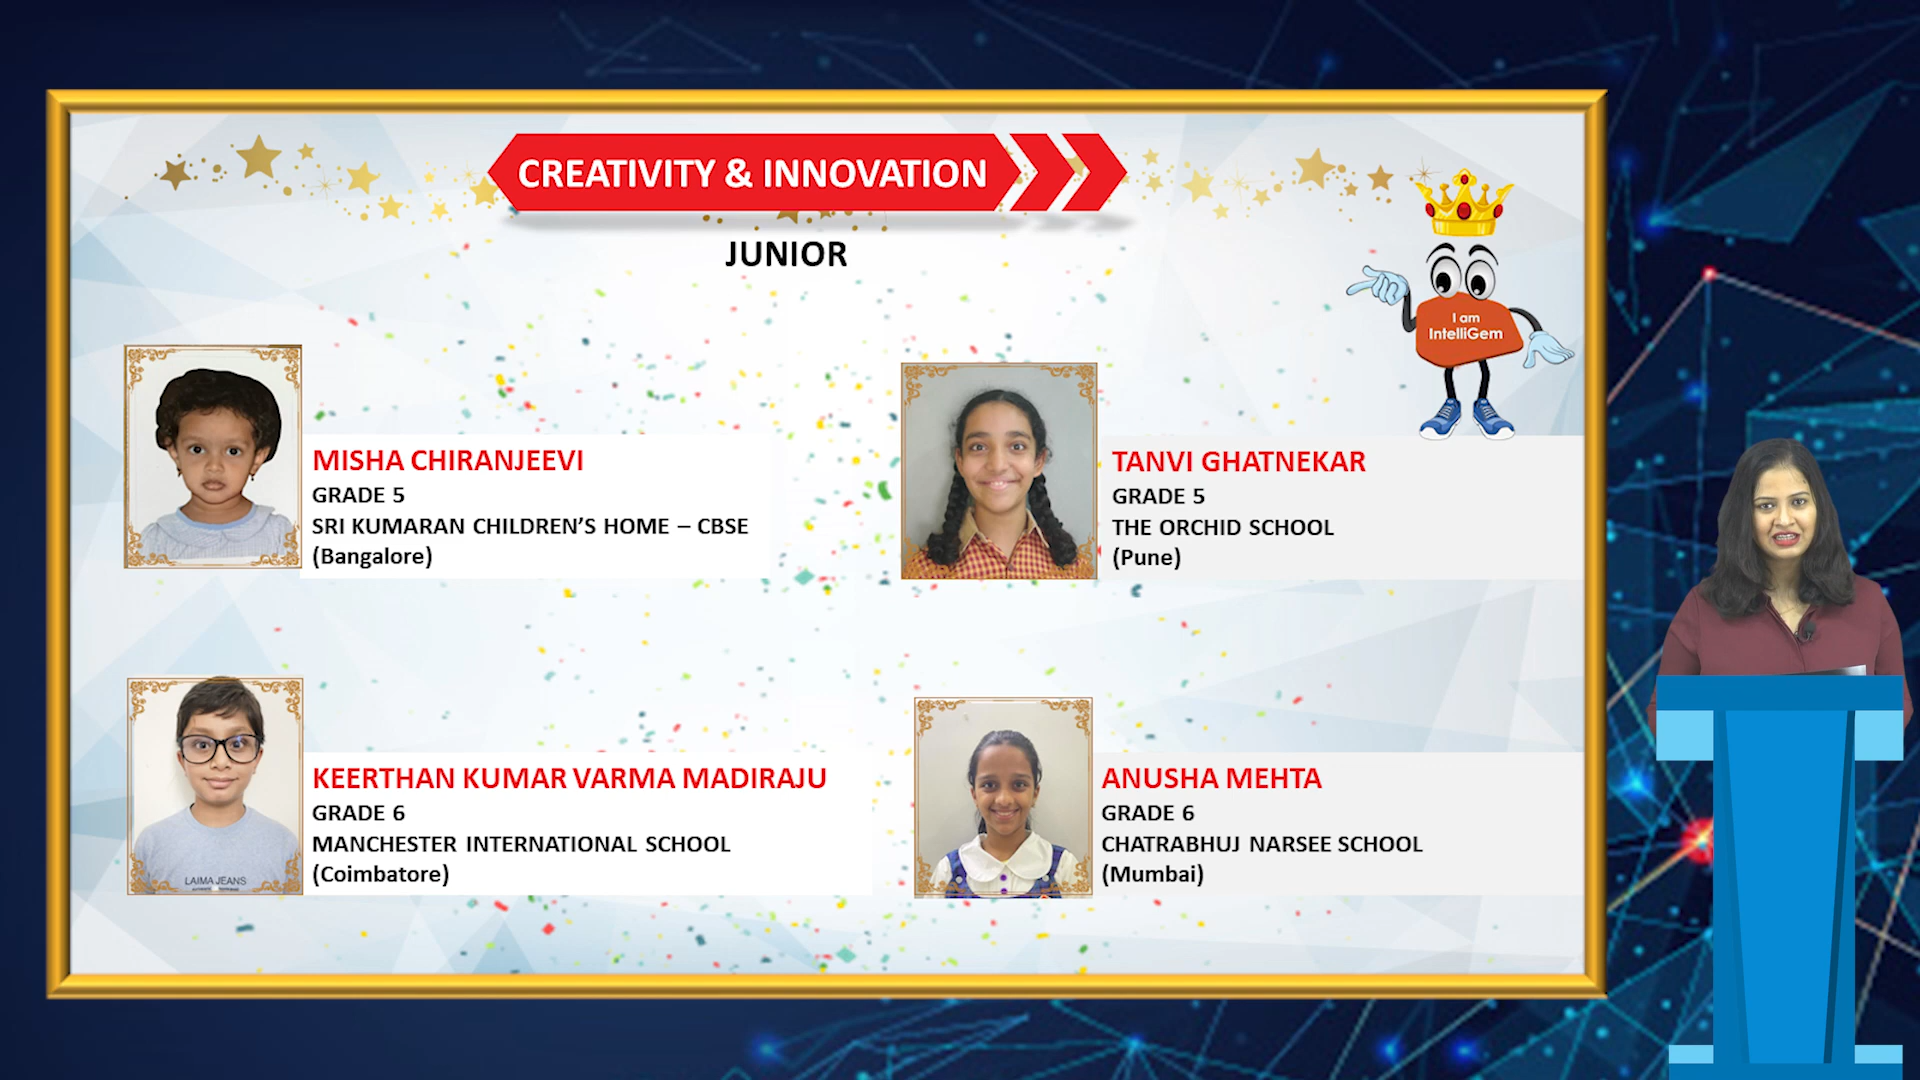 CREATIVITY & INNOVATION
JUNIOR
I am
IntelliGem
MISHA CHIRANJEEVI
GRADE 5
SRI KUMARAN CHILDREN’S HOME – CBSE
(Bangalore)
TANVI GHATNEKAR
GRADE 5
THE ORCHID SCHOOL
(Pune)
KEERTHAN KUMAR VARMA MADIRAJU
GRADE 6
MANCHESTER INTERNATIONAL SCHOOL
(Coimbatore)
LAIMA JEANS
ANUSHA MEHTA
GRADE 6
CHATRABHUJ NARSEE SCHOOL
(Mumbai)